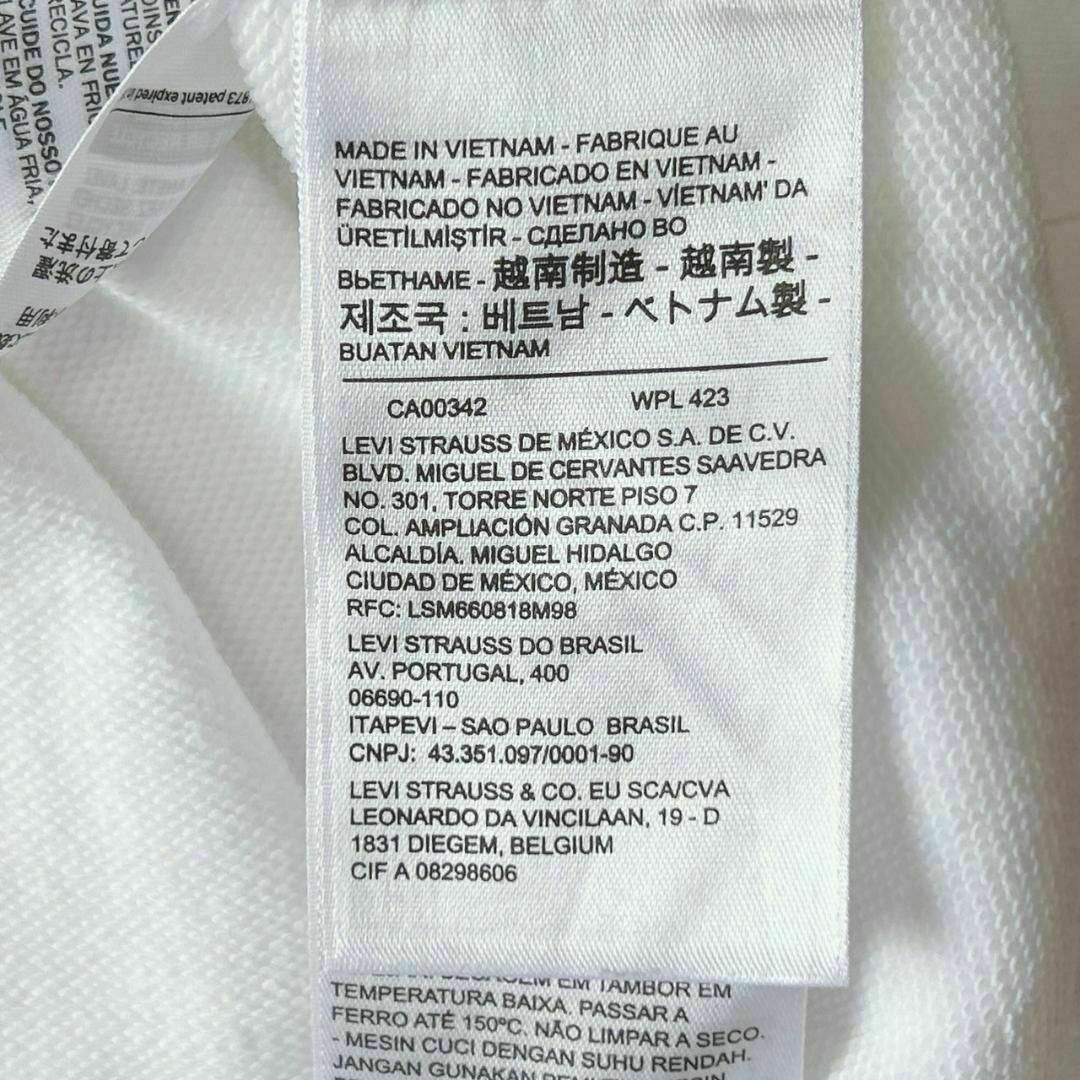 MADE IN VIETNAM - FABRIQUE AU
VIETNAM - FABRICADO EN VIETNAM -
FABRICADO NO VIETNAM - VİETNAM' DA
ÜRETİLMİŞTİR - СДЕЛАНО ВО
ВЬЕТНАМЕ - 越南制造 - 越南製 -
제조국 : 베트남 - ベトナム製 -
BUATAN VIETNAM
CA00342 WPL 423
LEVI STRAUSS DE MÉXICO S.A. DE C.V.
BLVD. MIGUEL DE CERVANTES SAAVEDRA
NO. 301, TORRE NORTE PISO 7
COL. AMPLIACIÓN GRANADA C.P. 11529
ALCALDÍA. MIGUEL HIDALGO
CIUDAD DE MÉXICO, MÉXICO
RFC: LSM660818M98
LEVI STRAUSS DO BRASIL
AV. PORTUGAL, 400
06690-110
ITAPEVI – SAO PAULO BRASIL
CNPJ: 43.351.097/0001-90
LEVI STRAUSS & CO. EU SCA/CVA
LEONARDO DA VINCILAAN, 19 - D
1831 DIEGEM, BELGIUM
CIF A 08298606
EM TAMBOR EM
TEMPERATURA BAIXA. PASSAR A
FERRO ATÉ 150ºC. NÃO LIMPAR A SECO.
- MESIN CUCI DENGAN SUHU RENDAH.
JANGAN GUNAKAN
RECICLA.
CUIDE DO NOSSO
LAVE EM ÁGUA FRIA,
873 patent expired in